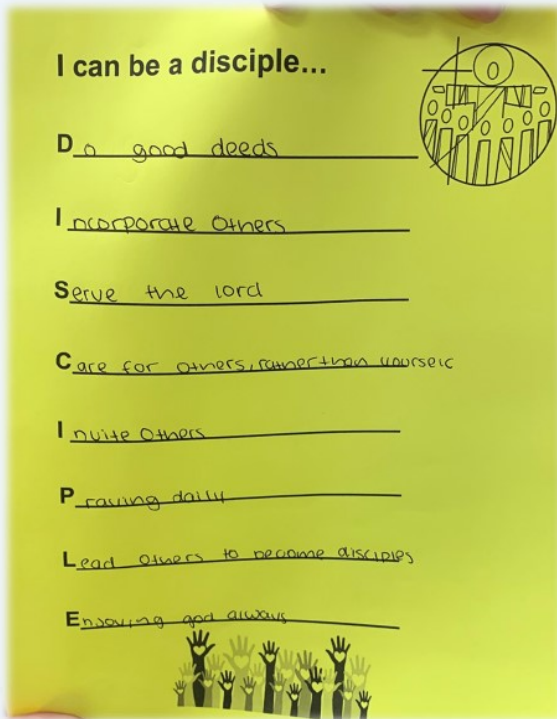 I can be a disciple...
Do good deeds
Incorporate Others
Serve the lord
Care for others, rather than yourself
Invite Others
Praying daily
Lead others to become disciples
Enjoying god always